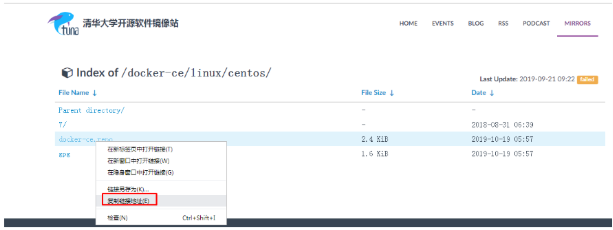 tuna 清华大学开源软件镜像站 HOME EVENTS BLOG RSS PODCAST MIRRORS
Index of /docker-ce/linux/centos/
Last Update: 2019-09-21 09:22 failed
File Name ↓ File Size ↓ Date ↓
Parent directory/ - -
7/ - 2018-08-31 06:39
docker-ce.repo 2.4 KiB 2019-10-19 05:57
gpg 1.6 KiB 2019-10-19 05:57
在新标签页中打开链接(T)
在新窗口中打开链接(W)
在隐身窗口中打开链接(G)
链接另存为(K)...
复制链接地址(E)
检查(N) Ctrl+Shift+I